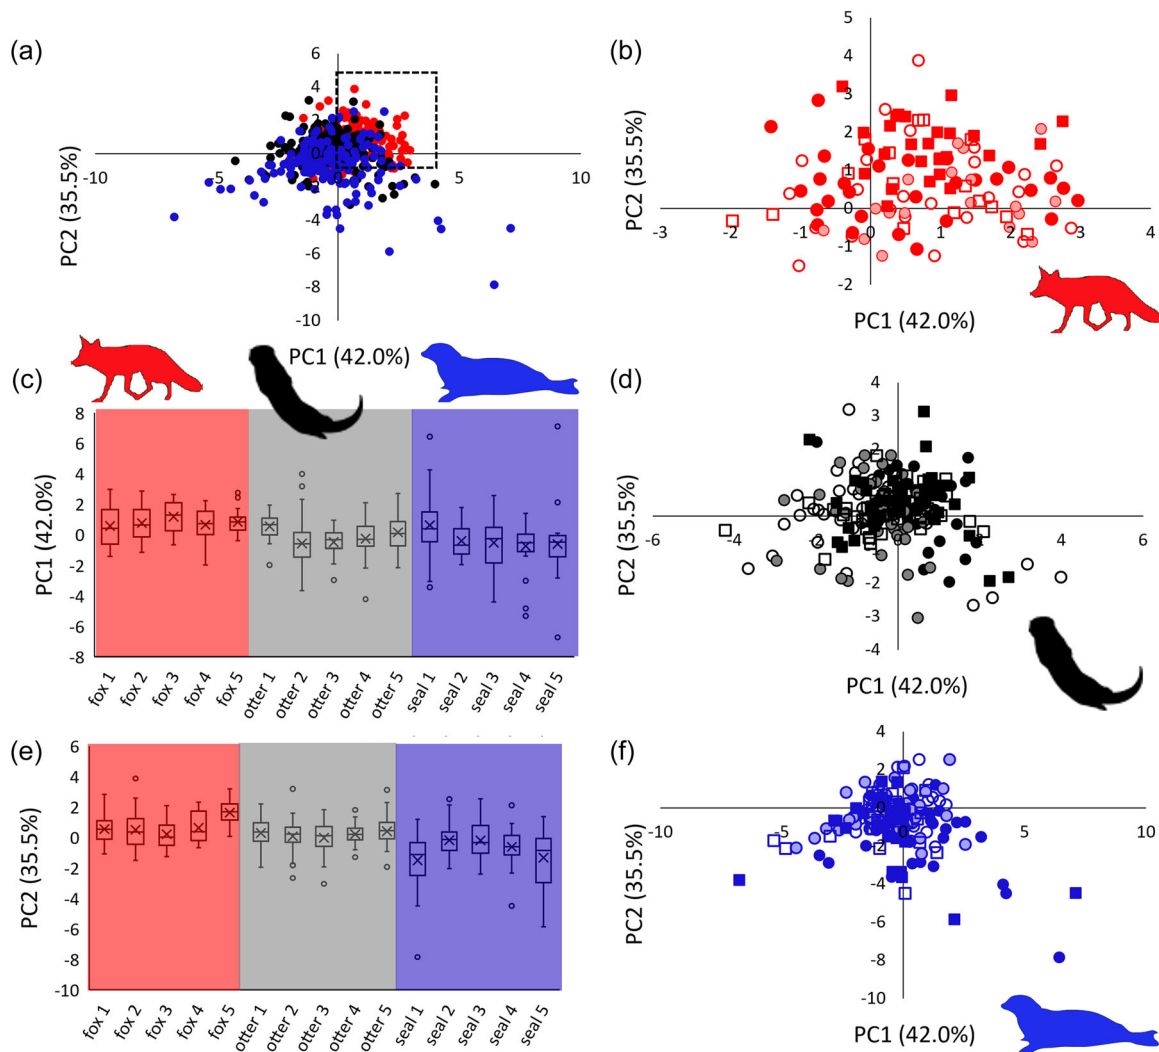 (a)
6
4
2
0
-2
-4
-6
-8
-10
-10
-5
0
5
10
PC2 (35.5%)
PC1 (42.0%)
(b)
5
4
3
2
1
0
-1
-2
-3
-2
-1
0
1
2
3
4
PC2 (35.5%)
PC1 (42.0%)
(c)
8
6
4
2
0
-2
-4
-6
-8
PC1 (42.0%)
fox 1
fox 2
fox 3
fox 4
fox 5
otter 1
otter 2
otter 3
otter 4
otter 5
seal 1
seal 2
seal 3
seal 4
seal 5
(d)
4
3
2
-1
-2
-3
-4
-6
-4
-2
0
2
4
6
PC2 (35.5%)
PC1 (42.0%)
(e)
6
4
2
0
-2
-4
-6
-8
-10
PC2 (35.5%)
fox 1
fox 2
fox 3
fox 4
fox 5
otter 1
otter 2
otter 3
otter 4
otter 5
seal 1
seal 2
seal 3
seal 4
seal 5
(f)
4
2
0
-2
-4
-6
-8
-10
-10
-5
0
5
10
PC2 (35.5%)
PC1 (42.0%)